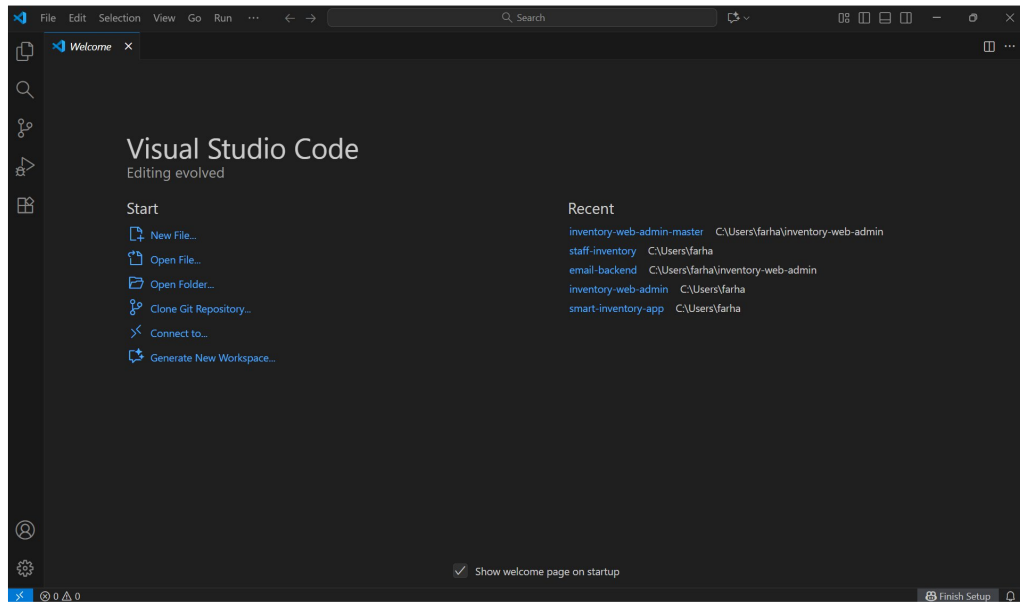 File Edit Selection View Go Run ··· Search
Welcome
Visual Studio Code
Editing evolved
Start
New File...
Open File...
Open Folder...
Clone Git Repository...
Connect to...
Generate New Workspace...
Recent
inventory-web-admin-master C:\Users\farha\inventory-web-admin
staff-inventory C:\Users\farha
email-backend C:\Users\farha\inventory-web-admin
inventory-web-admin C:\Users\farha
smart-inventory-app C:\Users\farha
Show welcome page on startup
0 0 Finish Setup